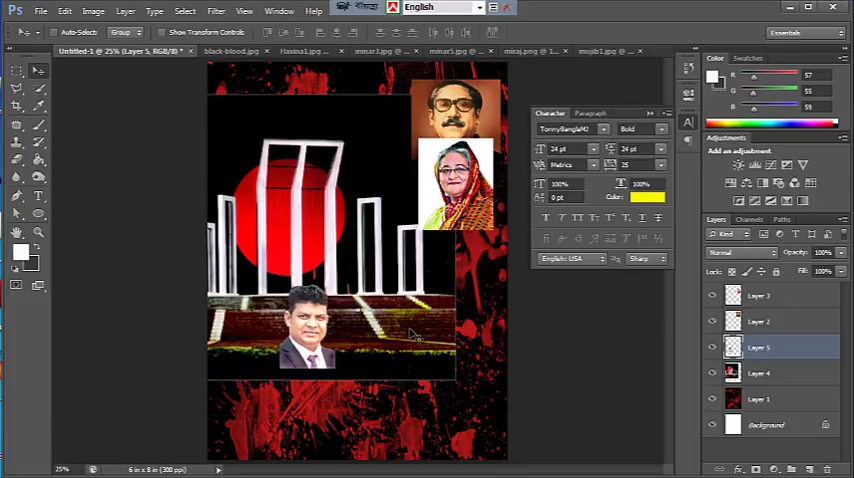 Ps File Edit Image Layer Type Select Filter View Window Help
English
Auto-Select: Group Show Transform Controls Essentials
Untitled-1 @ 25% (Layer 5, RGB/8) * black-blood.jpg Hasina1.jpg ... minar3.jpg @ ... minar5.jpg @ ... miraj.png @ 1... mujib1.jpg @ ...
Color Swatches
R 57
G 55
B 59
Character Paragraph
TonnyBanglaMJ Bold
24 pt 24 pt
Metrics 25
100% 100%
0 pt Color:
English: USA Sharp
Adjustments
Add an adjustment
Layers Channels Paths
Kind
Normal Opacity: 100%
Lock: Fill: 100%
Layer 3
Layer 2
Layer 5
Layer 4
Layer 1
Background
25% 6 in x 8 in (300 ppi)